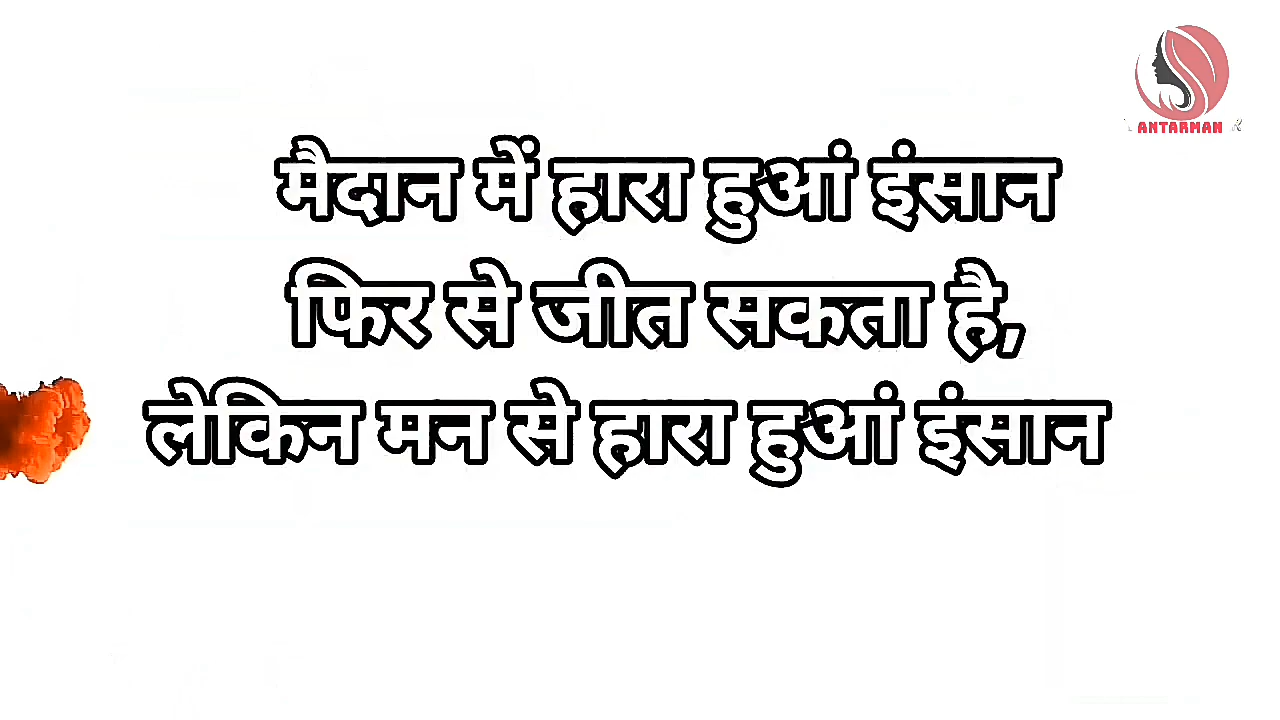 ANTARMAN
मैदान में हारा हुआं इंसान
फिर से जीत सकता है,
लेकिन मन से हारा हुआं इंसान